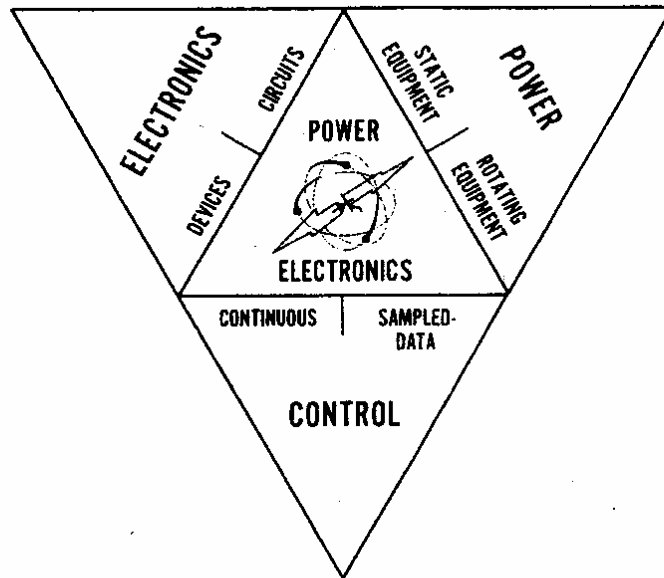 ELECTRONICS
CIRCUITS
DEVICES
STATIC
EQUIPMENT
POWER
ROTATING
EQUIPMENT
POWER
ELECTRONICS
CONTINUOUS
SAMPLED-
DATA
CONTROL